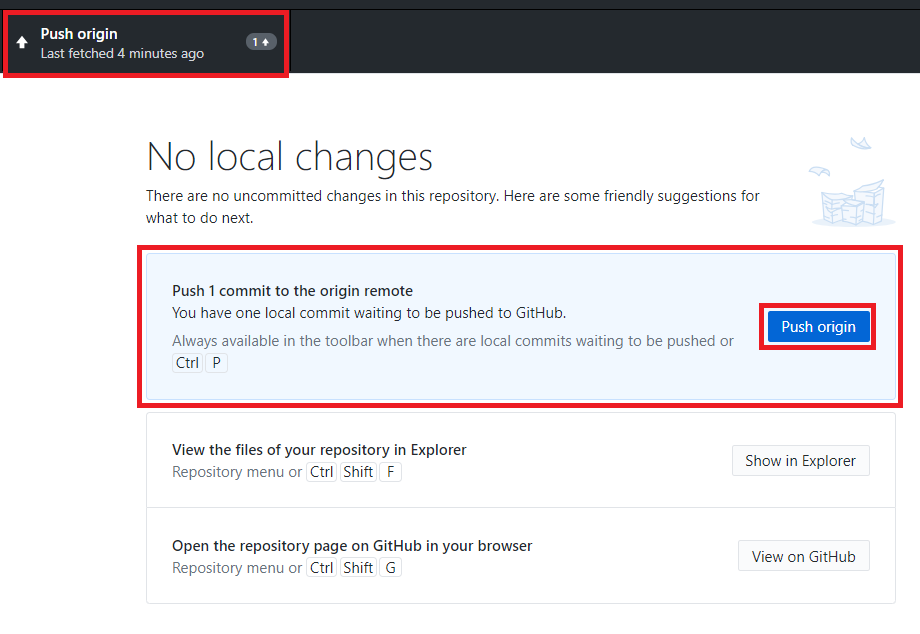 Push origin
Last fetched 4 minutes ago
1
No local changes
There are no uncommitted changes in this repository. Here are some friendly suggestions for
what to do next.
Push 1 commit to the origin remote
You have one local commit waiting to be pushed to GitHub.
Always available in the toolbar when there are local commits waiting to be pushed or
Ctrl P
Push origin
View the files of your repository in Explorer
Repository menu or Ctrl Shift F
Show in Explorer
Open the repository page on GitHub in your browser
Repository menu or Ctrl Shift G
View on GitHub